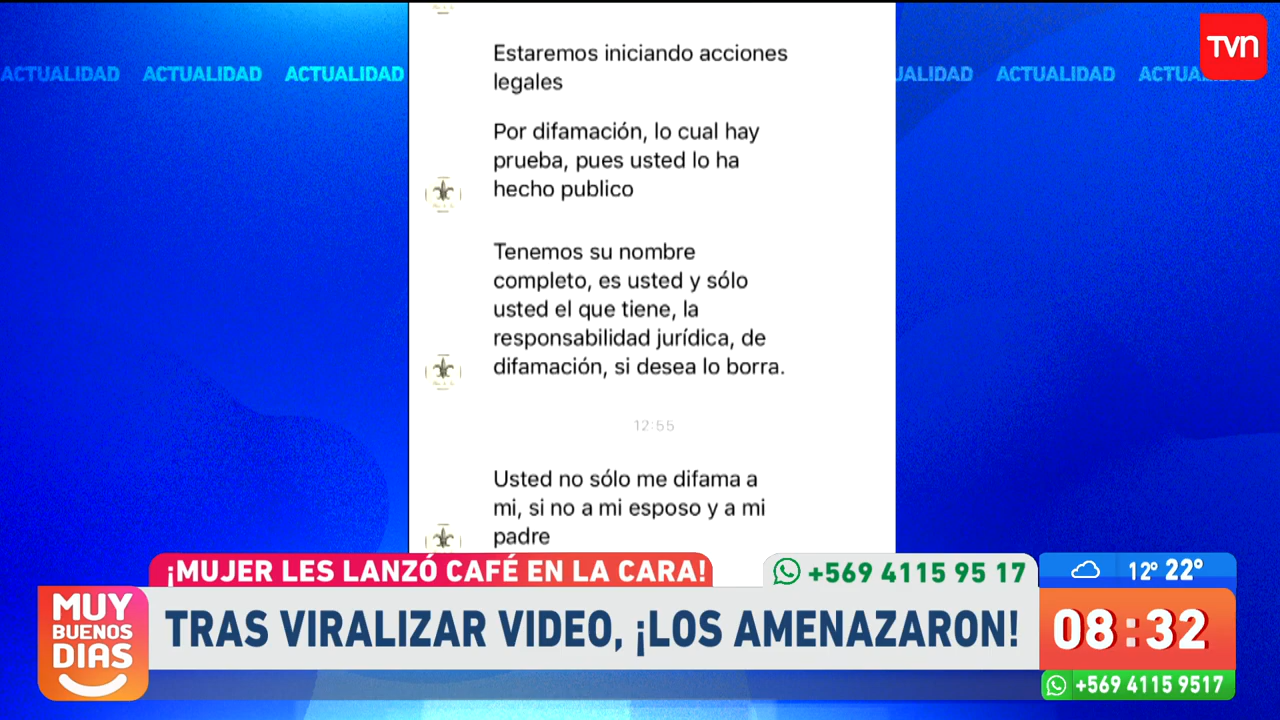 ACTUALIDAD ACTUALIDAD ACTUALIDAD
Estaremos iniciando acciones
legales
Por difamación, lo cual hay
prueba, pues usted lo ha
hecho publico
Tenemos su nombre
completo, es usted y sólo
usted el que tiene, la
responsabilidad jurídica, de
difamación, si desea lo borra.
12:55
Usted no sólo me difama a
mi, si no a mi esposo y a mi
padre
UALIDAD ACTUALIDAD ACTUA
TVN
¡MUJER LES LANZÓ CAFÉ EN LA CARA!
+569 4115 95 17
12° 22°
MUY
BUENOS
DIAS
TRAS VIRALIZAR VIDEO, ¡LOS AMENAZARON!
08:32
+569 4115 9517